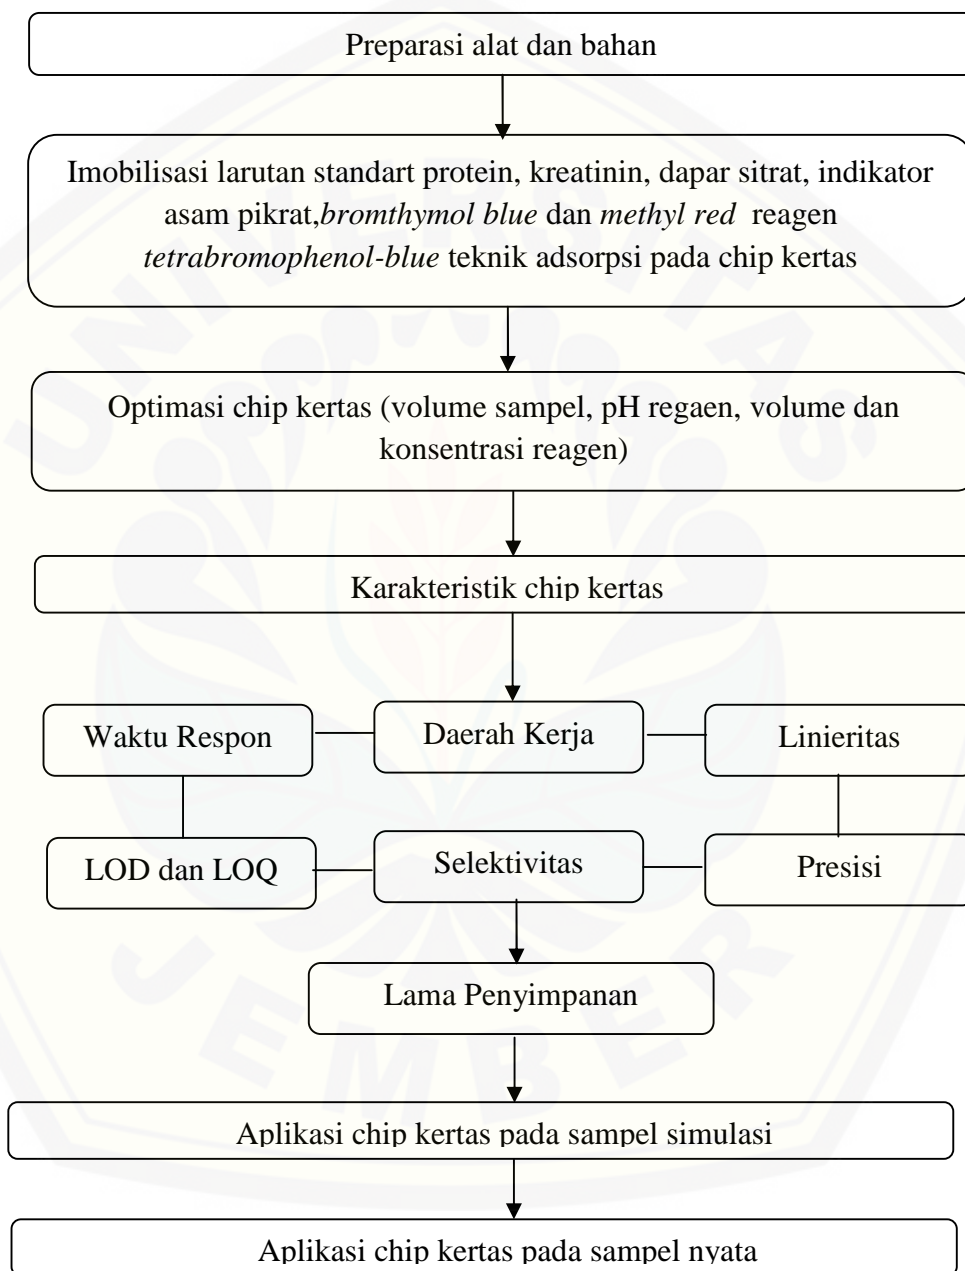 Preparasi alat dan bahan
Imobilisasi larutan standart protein, kreatinin, dapar sitrat, indikator
asam pikrat,bromthymol blue dan methyl red reagen
tetrabromophenol-blue teknik adsorpsi pada chip kertas
Optimasi chip kertas (volume sampel, pH regaen, volume dan
konsentrasi reagen)
Karakteristik chip kertas
Waktu Respon
Daerah Kerja
Linieritas
LOD dan LOQ
Selektivitas
Presisi
Lama Penyimpanan
Aplikasi chip kertas pada sampel simulasi
Aplikasi chip kertas pada sampel nyata
UNIVERSITAS
JEMBER